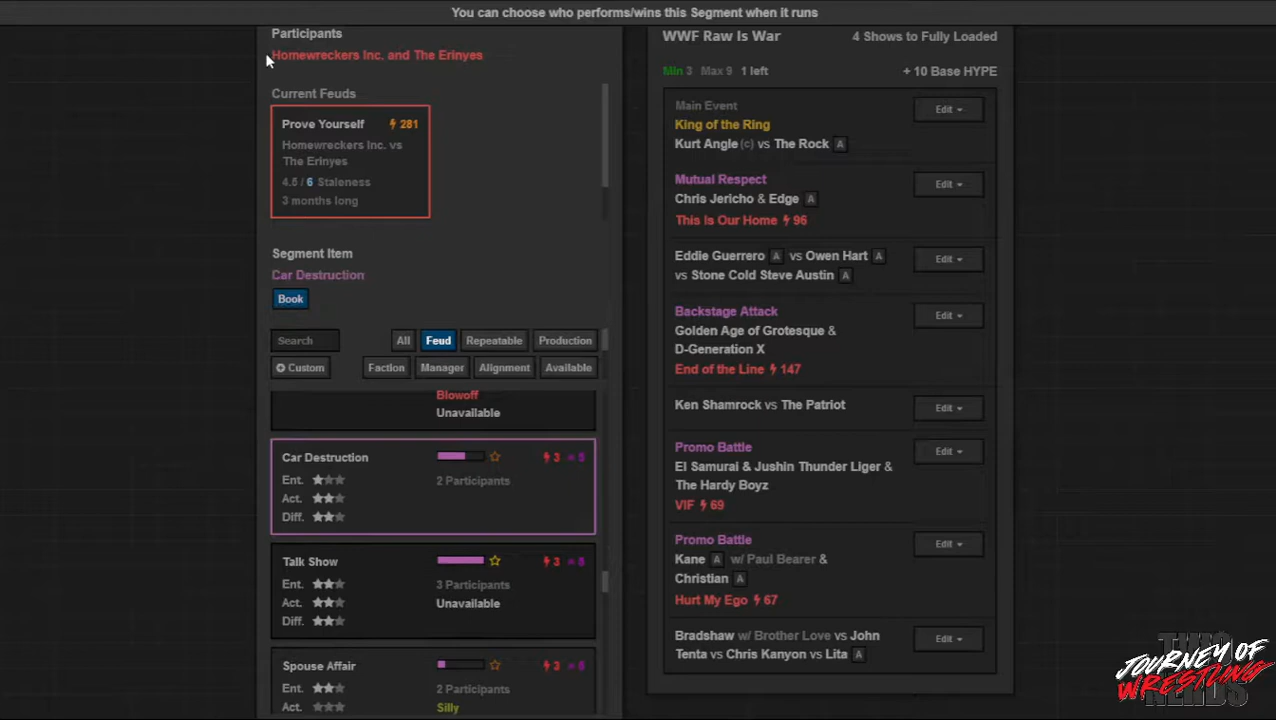 You can choose who performs/wins this Segment when it runs
Participants
Homewreckers Inc. and The Erinyes
Current Feuds
Prove Yourself 281
Homewreckers Inc. vs
The Erinyes
4.5 / 6 Staleness
3 months long
Segment Item
Car Destruction
Book
Search All Feud Repeatable Production
Custom Faction Manager Alignment Available
Blowoff
Unavailable
Car Destruction 3 5
Ent. 2 Participants
Act.
Diff.
Talk Show 3 5
Ent. 3 Participants
Act. Unavailable
Diff.
Spouse Affair 3
Ent. 2 Participants
Act. Silly
WWF Raw Is War 4 Shows to Fully Loaded
Min 3 Max 9 1 left + 10 Base HYPE
Main Event Edit
King of the Ring
Kurt Angle (c) vs The Rock A
Mutual Respect Edit
Chris Jericho & Edge A
This Is Our Home 96
Eddie Guerrero A vs Owen Hart A Edit
vs Stone Cold Steve Austin A
Backstage Attack Edit
Golden Age of Grotesque &
D-Generation X
End of the Line 147
Ken Shamrock vs The Patriot Edit
Promo Battle Edit
El Samurai & Jushin Thunder Liger &
The Hardy Boyz
VIF 69
Promo Battle Edit
Kane A w/ Paul Bearer &
Christian A
Hurt My Ego 67
Bradshaw w/ Brother Love vs John Edit
Tenta vs Chris Kanyon vs Lita A
JOURNEY OF
WRESTLING